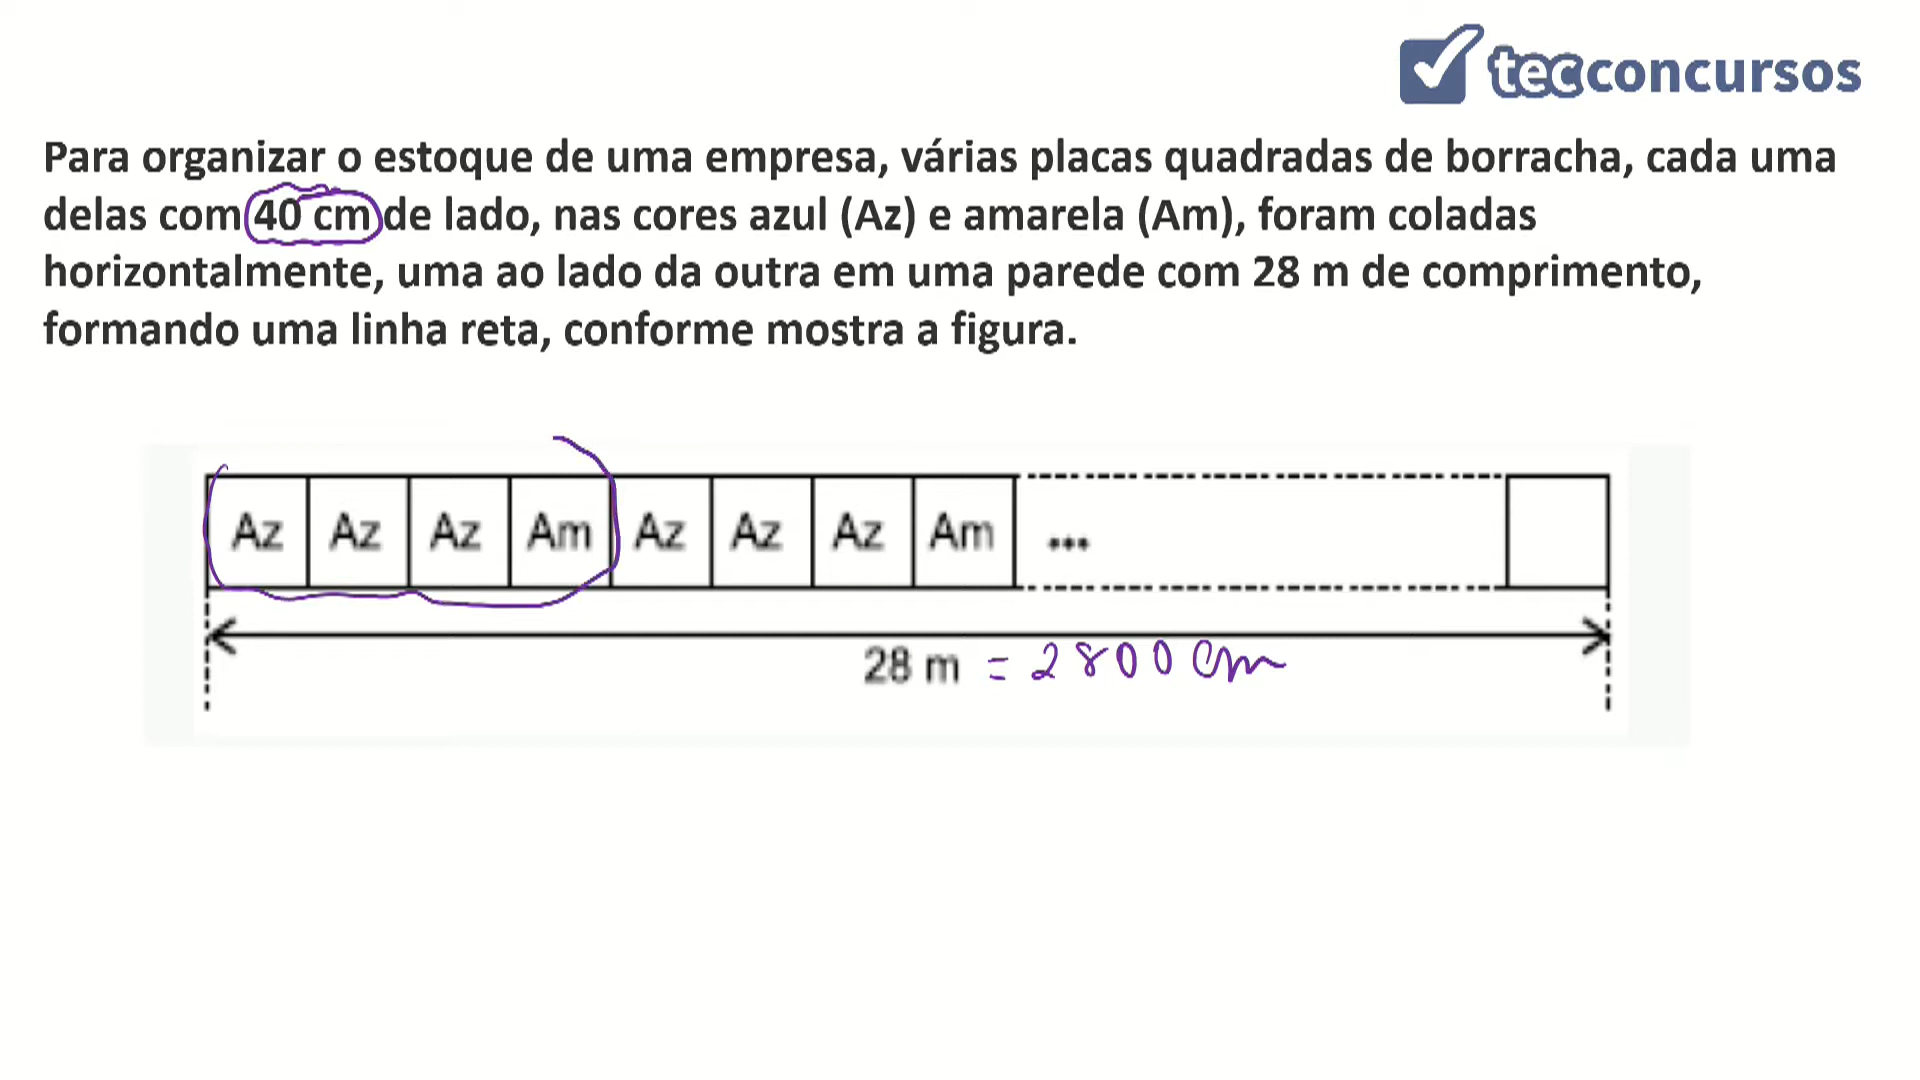 tecconcursos
Para organizar o estoque de uma empresa, várias placas quadradas de borracha, cada uma
delas com 40 cm de lado, nas cores azul (Az) e amarela (Am), foram coladas
horizontalmente, uma ao lado da outra em uma parede com 28 m de comprimento,
formando uma linha reta, conforme mostra a figura.
Az Az Az Am Az Az Az Am ...
28 m = 2800 cm